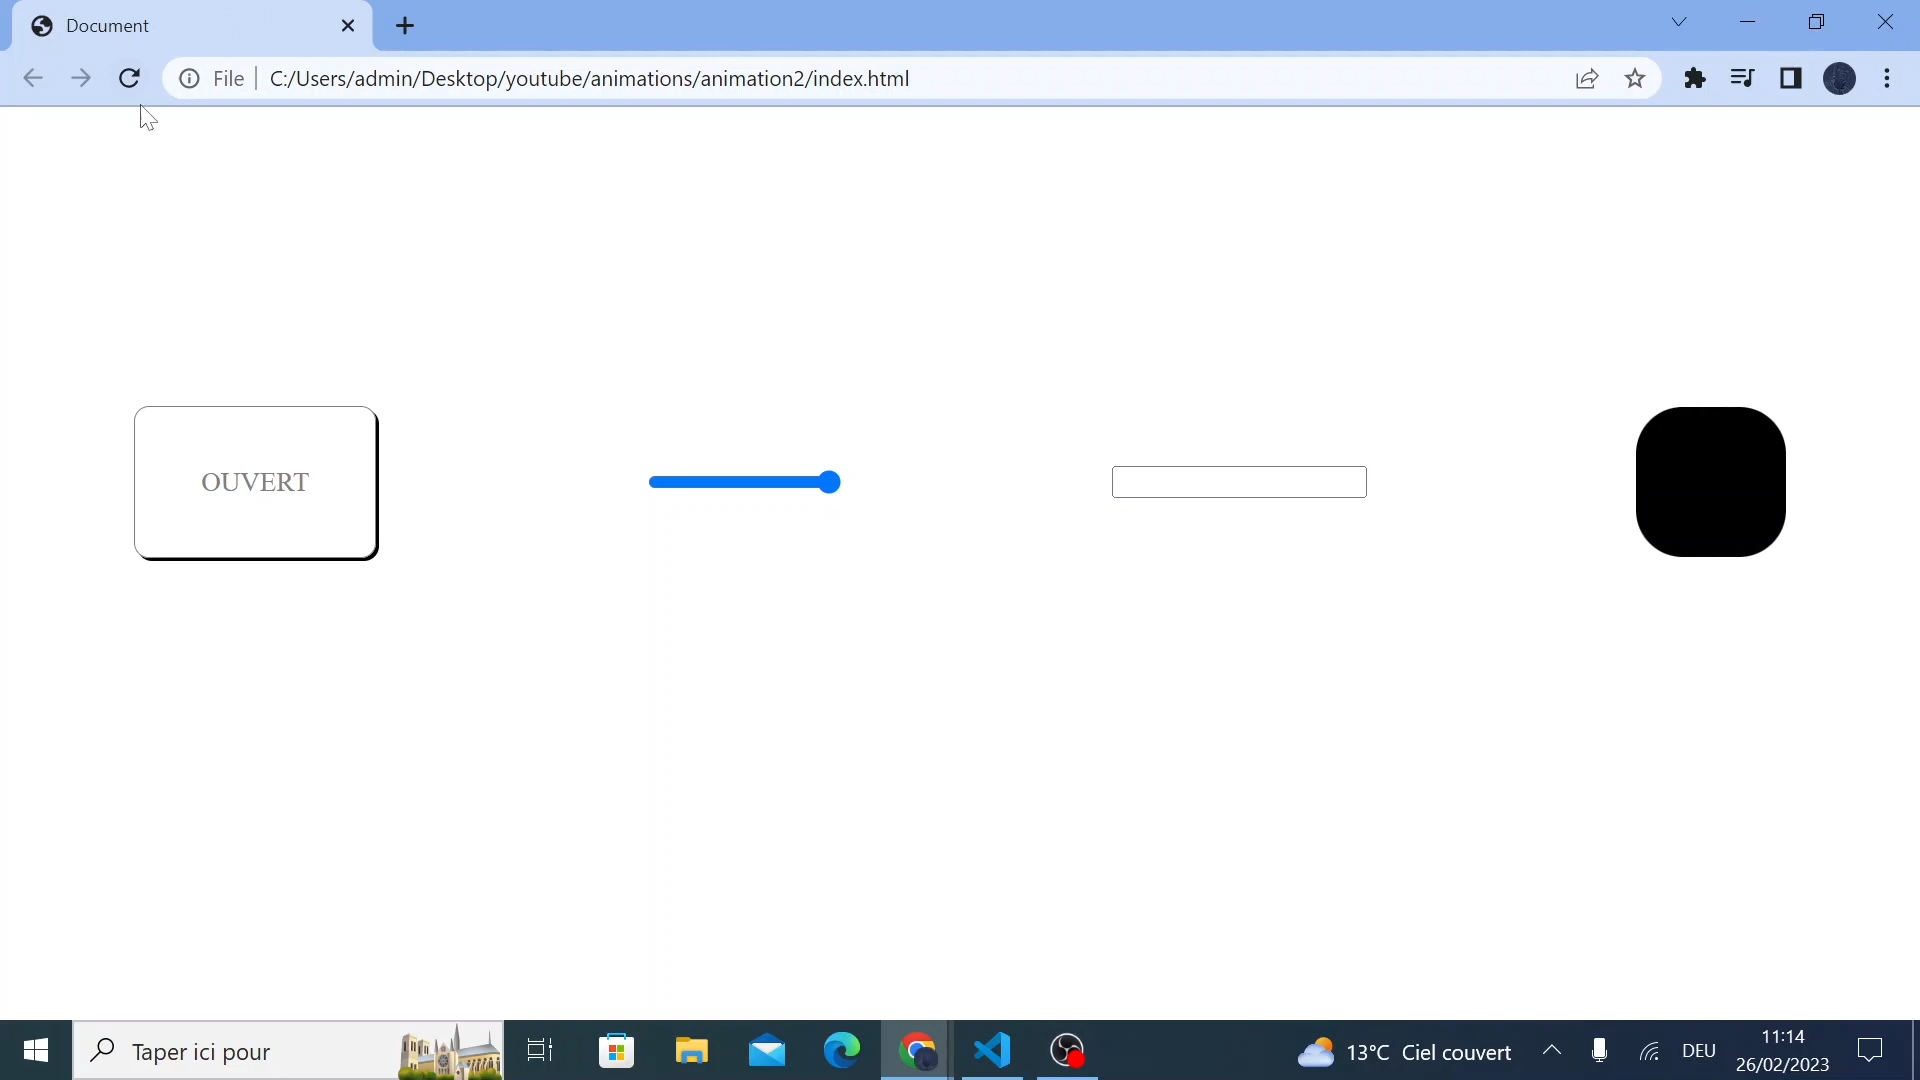 Document
File
C:/Users/admin/Desktop/youtube/animations/animation2/index.html
OUVERT
Taper ici pour
13°C Ciel couvert
DEU
11:14
26/02/2023